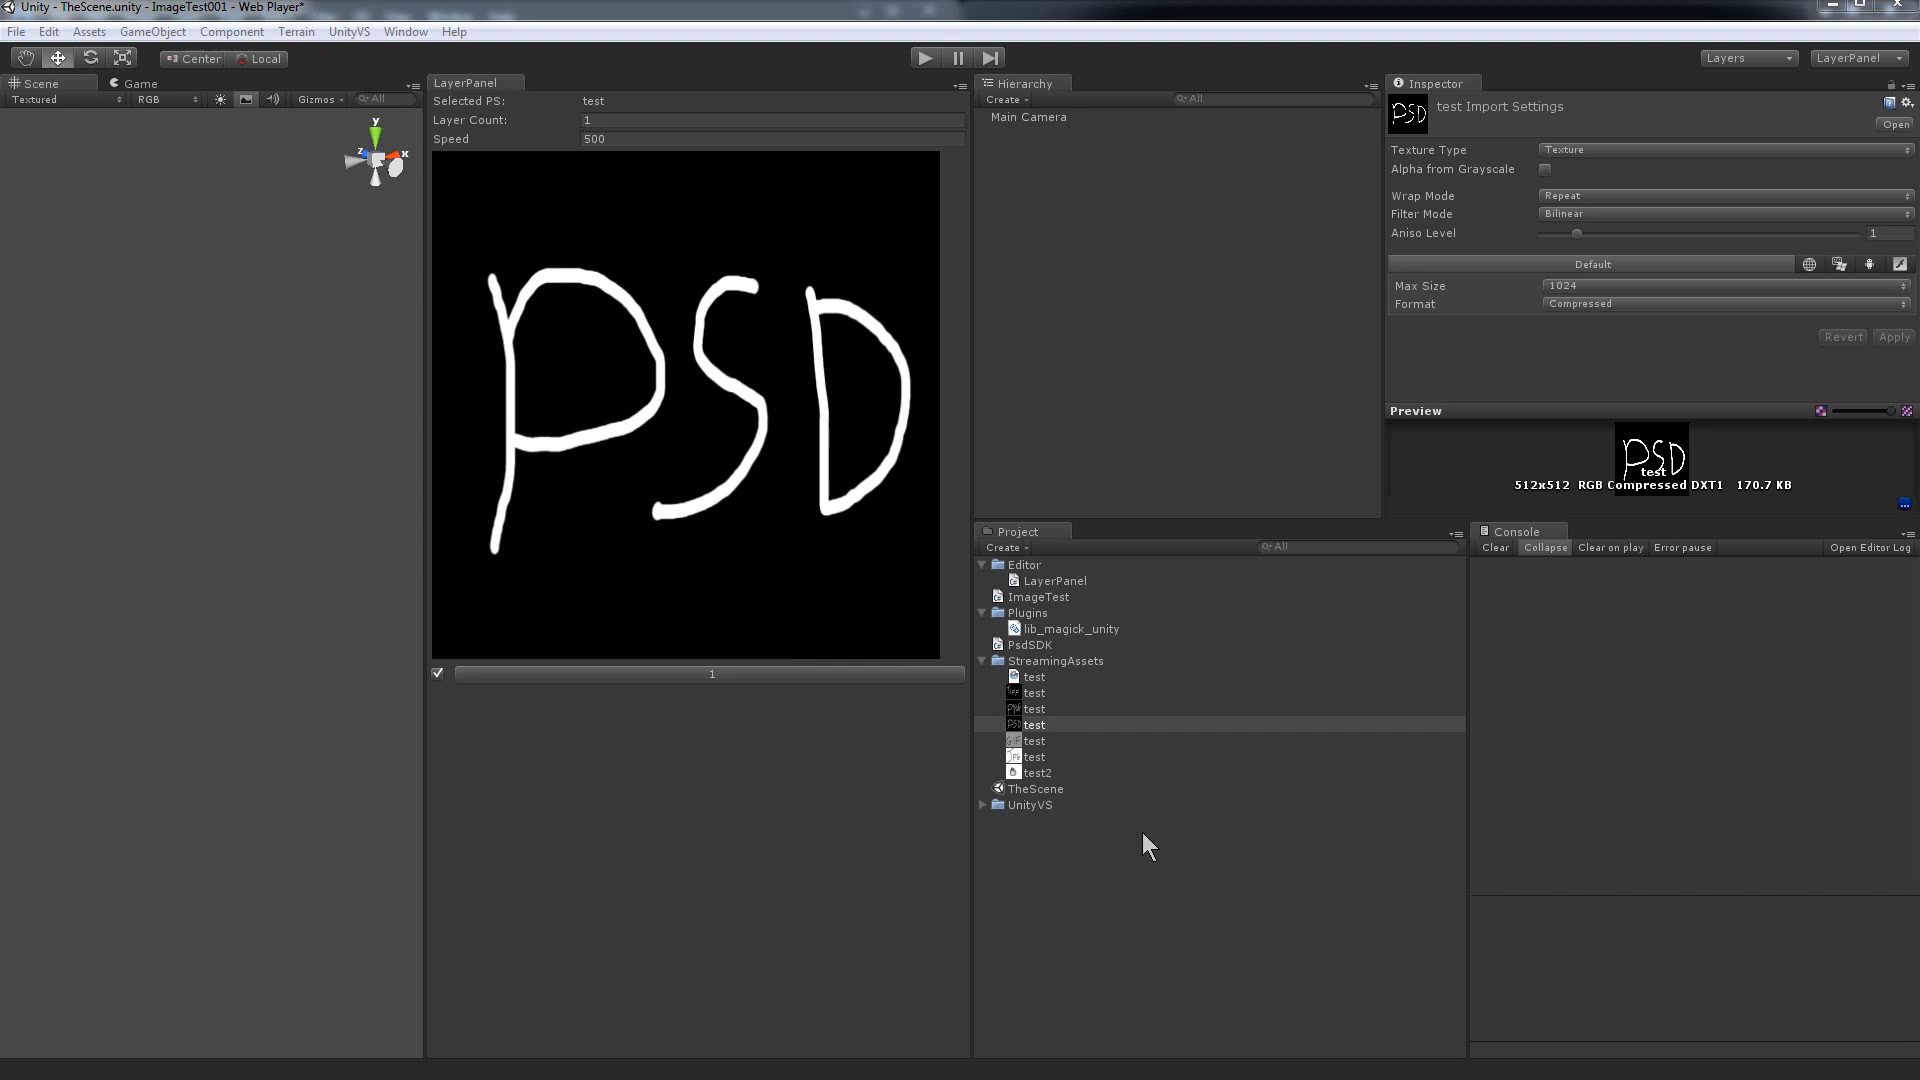 Unity - TheScene.unity - ImageTest001 - Web Player*
File Edit Assets GameObject Component Terrain UnityVS Window Help
Center Local Layers LayerPanel
Scene Game
Textured RGB Gizmos All
y
z x
LayerPanel
Selected PS: test
Layer Count: 1
Speed 500
PSD
1
Hierarchy
Create All
Main Camera
Inspector
PSD test Import Settings
Open
Texture Type Texture
Alpha from Grayscale
Wrap Mode Repeat
Filter Mode Bilinear
Aniso Level 1
Default
Max Size 1024
Format Compressed
Revert Apply
Preview
PSD
test
512x512 RGB Compressed DXT1 170.7 KB
Project
Create All
Editor
LayerPanel
ImageTest
Plugins
lib_magick_unity
PsdSDK
StreamingAssets
test
test
test
PSD test
GIF test
JPG test
test2
TheScene
UnityVS
Console
Clear Collapse Clear on play Error pause Open Editor Log